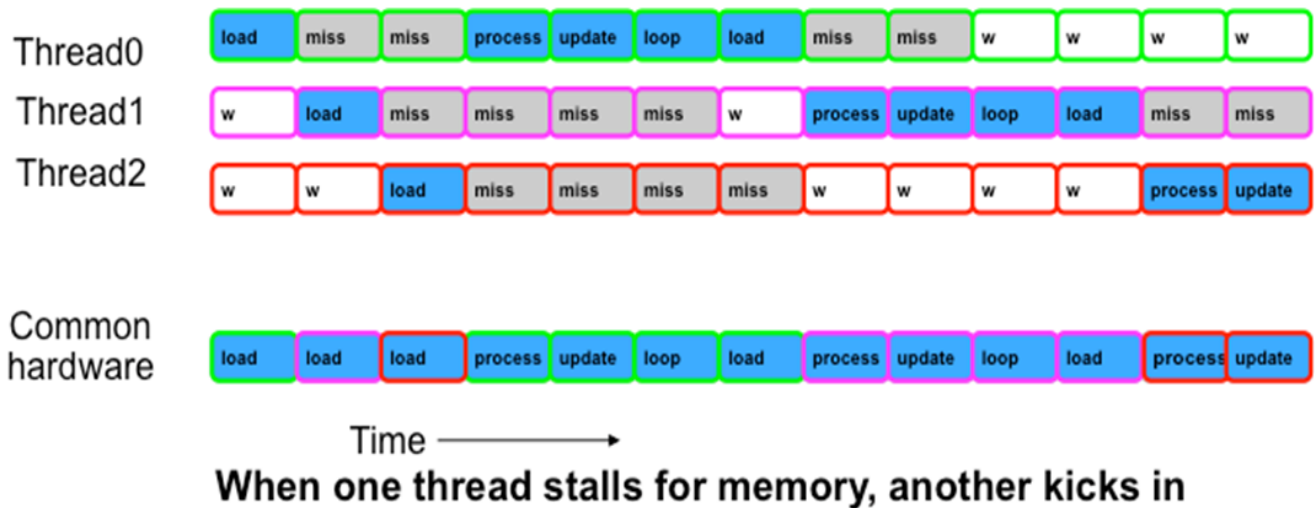 Thread0 load miss miss process update loop load miss miss w w w w
Thread1 w load miss miss miss miss w process update loop load miss miss
Thread2 w w load miss miss miss miss w w w w process update
Common
hardware load load load process update loop load process update loop load process update
Time
When one thread stalls for memory, another kicks in